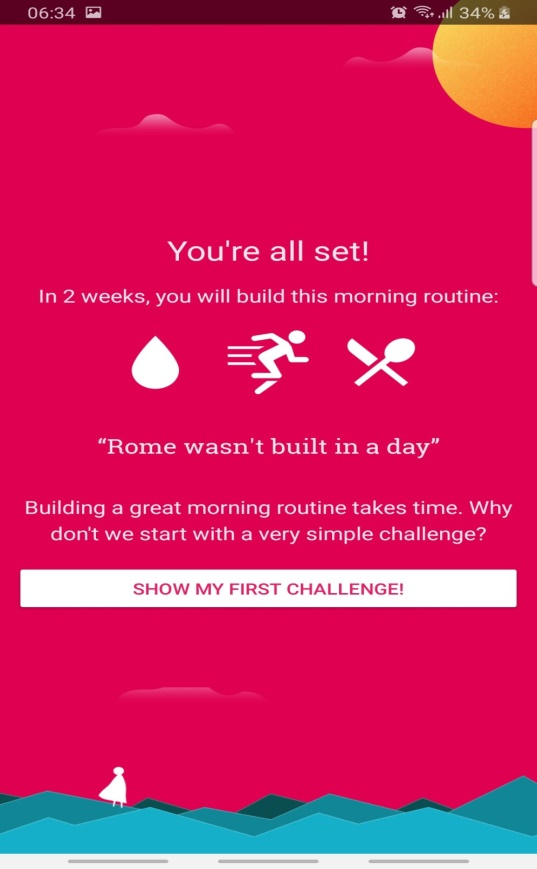 06:34 34%
You're all set!
In 2 weeks, you will build this morning routine:
“Rome wasn't built in a day”
Building a great morning routine takes time. Why
don't we start with a very simple challenge?
SHOW MY FIRST CHALLENGE!